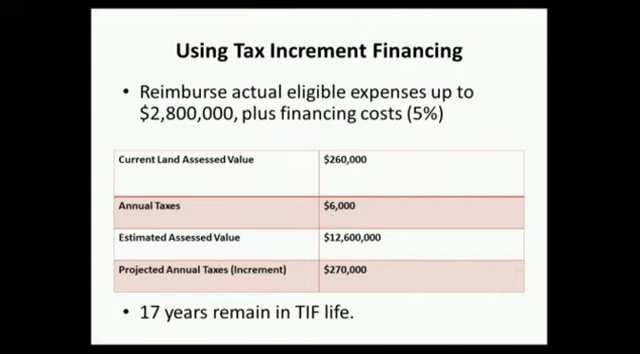 Using Tax Increment Financing
• Reimburse actual eligible expenses up to
$2,800,000, plus financing costs (5%)
Current Land Assessed Value $260,000
Annual Taxes $6,000
Estimated Assessed Value $12,600,000
Projected Annual Taxes (Increment) $270,000
• 17 years remain in TIF life.